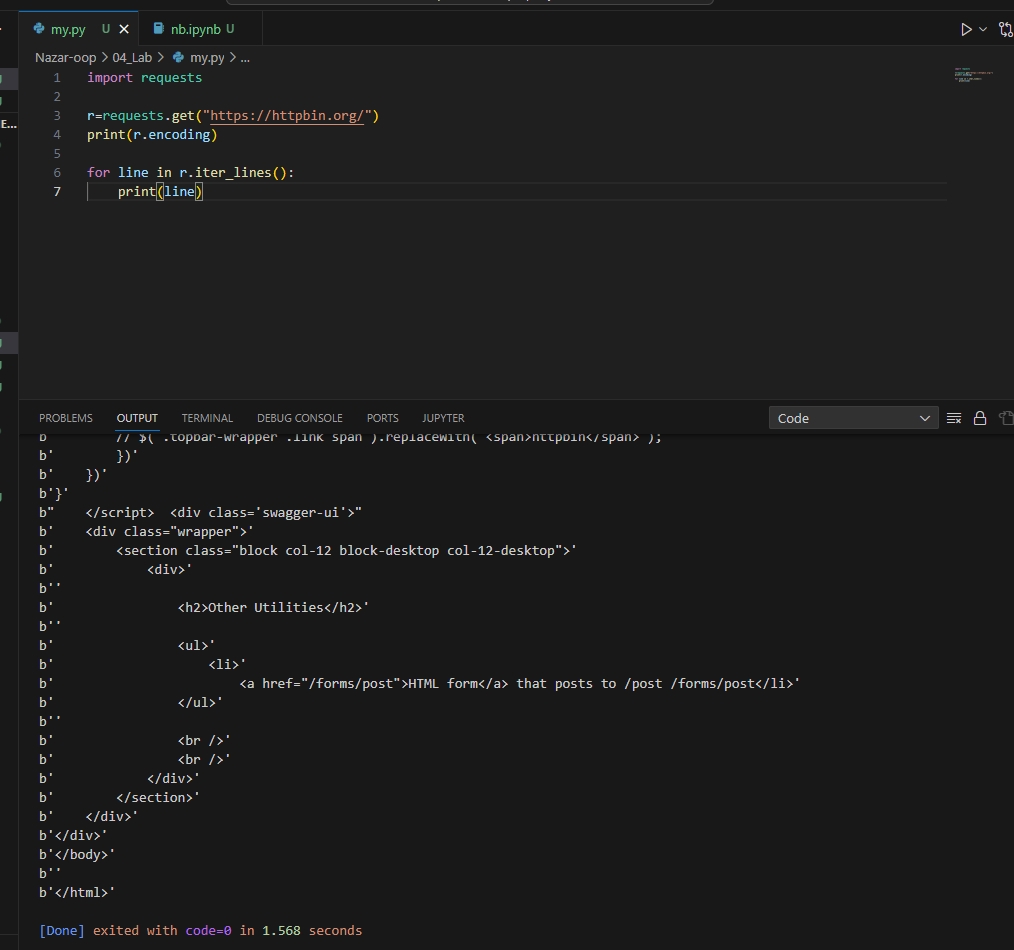 my.py U
nb.ipynb U
Nazar-oop > 04_Lab > my.py > ...
1 import requests
2
3 r=requests.get("https://httpbin.org/")
4 print(r.encoding)
5
6 for line in r.iter_lines():
7     print(line)
E...
PROBLEMS OUTPUT TERMINAL DEBUG CONSOLE PORTS JUPYTER Code
b'        // $('.topbar-wrapper .link span').replaceWith('<span>httpbin</span>');
b'        })'
b'    })'
b'}'
b"    </script>  <div class='swagger-ui'>"
b'    <div class="wrapper">'
b'        <section class="block col-12 block-desktop col-12-desktop">'
b'            <div>'
b''
b'                <h2>Other Utilities</h2>'
b''
b'                <ul>'
b'                    <li>'
b'                        <a href="/forms/post">HTML form</a> that posts to /post /forms/post</li>'
b'                </ul>'
b''
b'                <br />'
b'                <br />'
b'            </div>'
b'        </section>'
b'    </div>'
b'</div>'
b'</body>'
b''
b'</html>'
[Done] exited with code=0 in 1.568 seconds